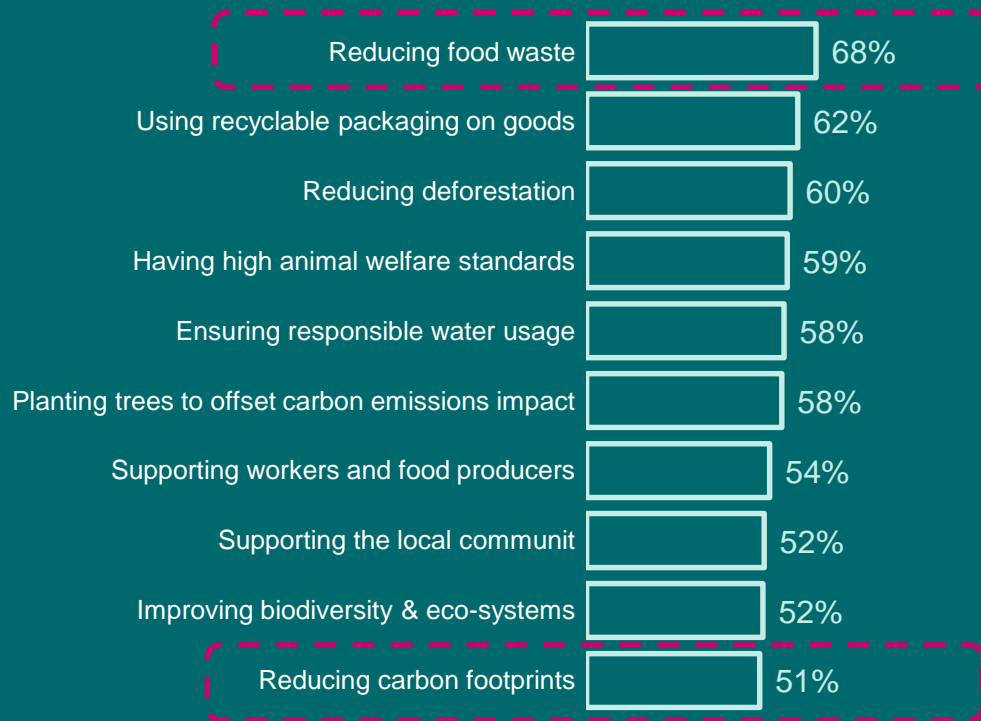 Reducing food waste 68%
Using recyclable packaging on goods 62%
Reducing deforestation 60%
Having high animal welfare standards 59%
Ensuring responsible water usage 58%
Planting trees to offset carbon emissions impact 58%
Supporting workers and food producers 54%
Supporting the local communit 52%
Improving biodiversity & eco-systems 52%
Reducing carbon footprints 51%